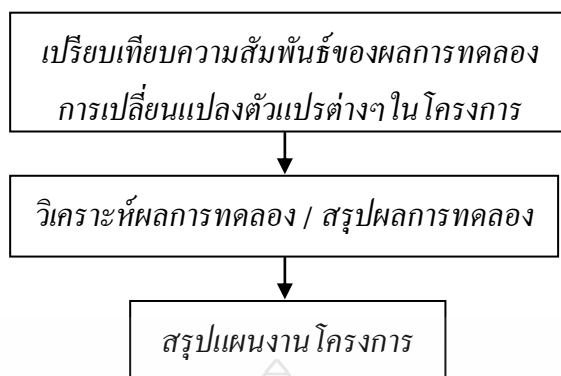 เปรียบเทียบความสัมพันธ์ของผลการทดลอง
การเปลี่ยนแปลงตัวแปรต่างๆ ในโครงการ
วิเคราะห์ผลการทดลอง / สรุปผลการทดลอง
สรุปแผนงานโครงการ